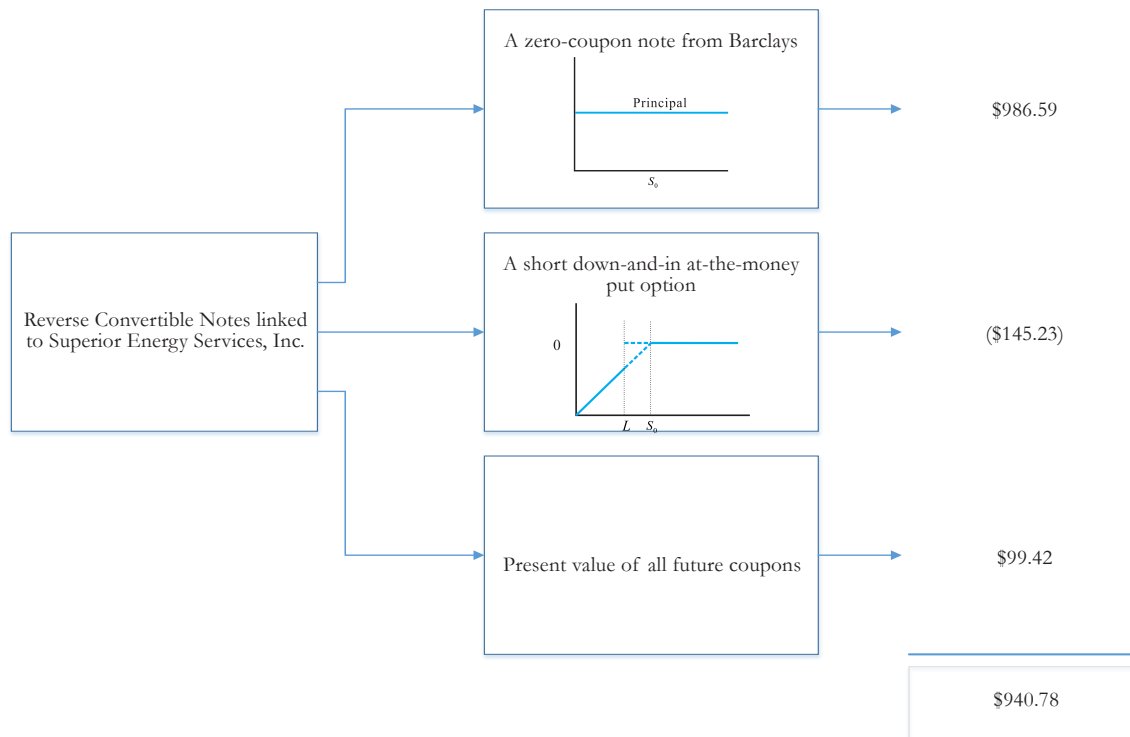 A zero-coupon note from Barclays
Principal
S₀
$986.59
Reverse Convertible Notes linked
to Superior Energy Services, Inc.
A short down-and-in at-the-money
put option
0
L S₀
($145.23)
Present value of all future coupons
$99.42
$940.78